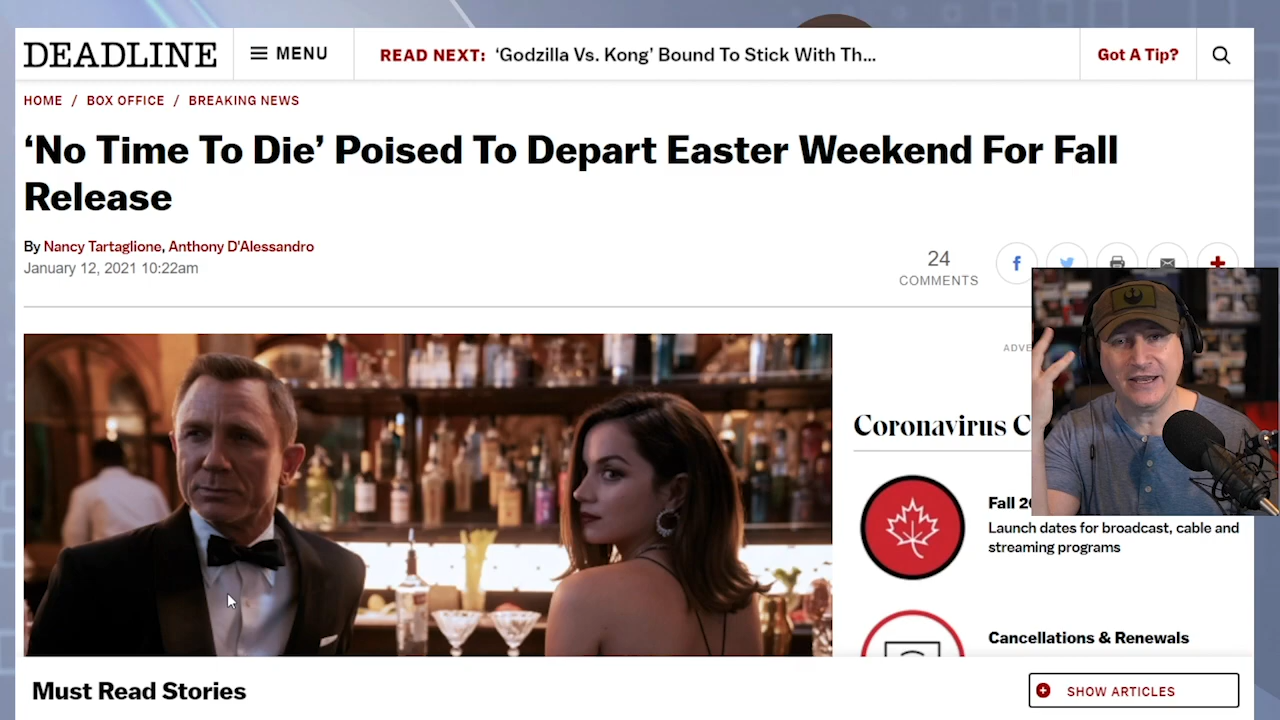 DEADLINE
MENU
READ NEXT: ‘Godzilla Vs. Kong’ Bound To Stick With Th...
Got A Tip?
HOME / BOX OFFICE / BREAKING NEWS
‘No Time To Die’ Poised To Depart Easter Weekend For Fall
Release
By Nancy Tartaglione, Anthony D'Alessandro
January 12, 2021 10:22am
24
COMMENTS
Coronavirus
Fall
Launch dates for broadcast, cable and
streaming programs
Cancellations & Renewals
Must Read Stories
SHOW ARTICLES